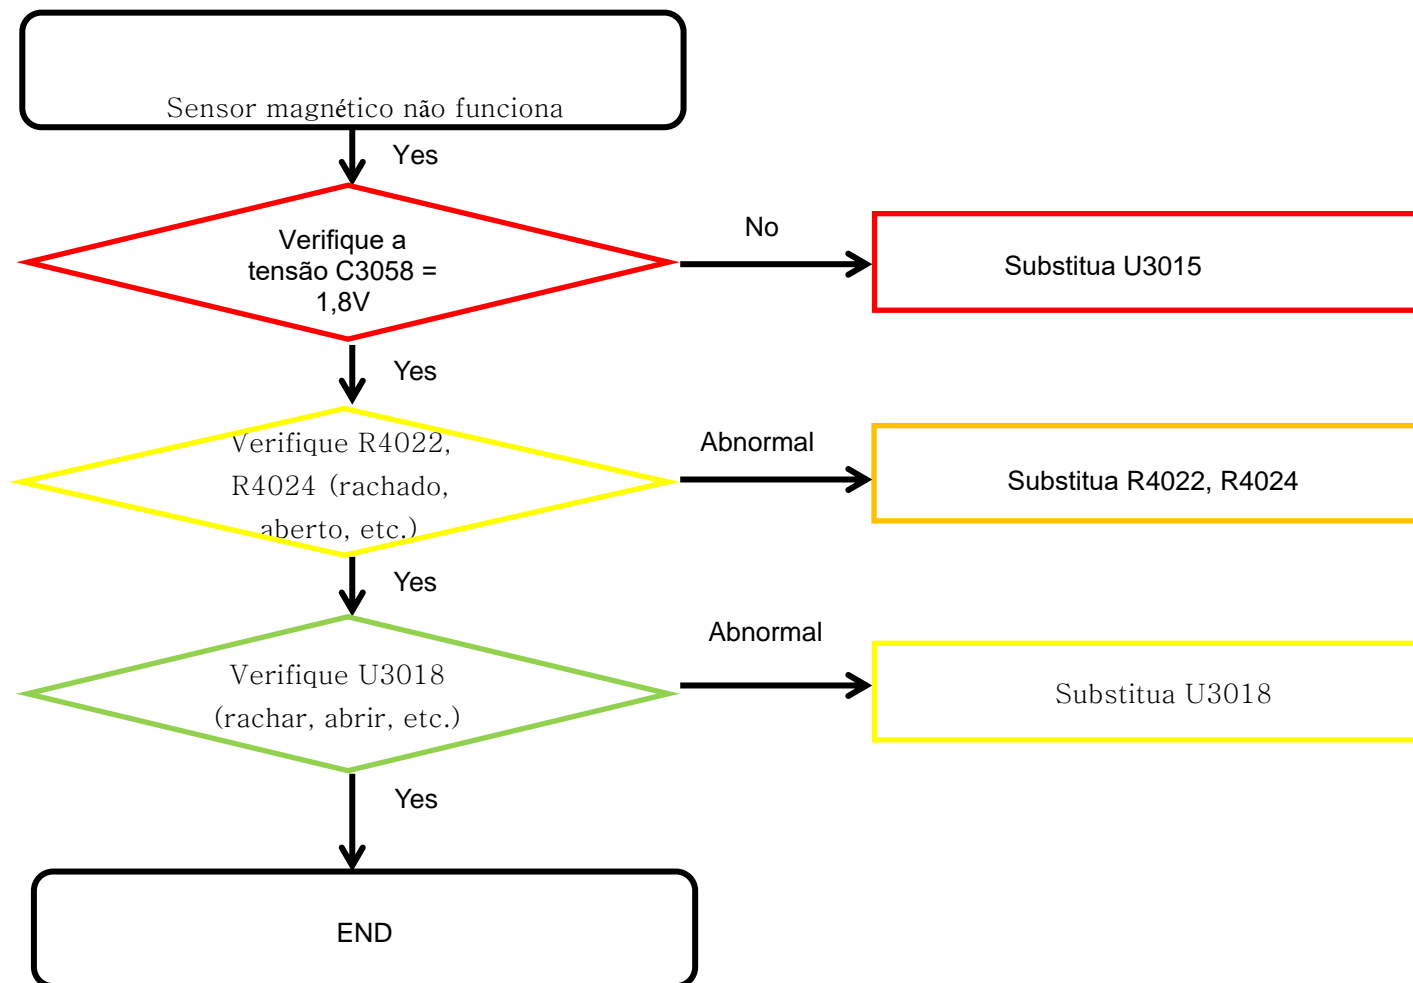 Sensor magnético não funciona
Yes
Verifique a
tensão C3058 =
1,8V
No
Substitua U3015
Yes
Verifique R4022,
R4024 (rachado,
aberto, etc.)
Abnormal
Substitua R4022, R4024
Yes
Verifique U3018
(rachar, abrir, etc.)
Abnormal
Substitua U3018
Yes
END